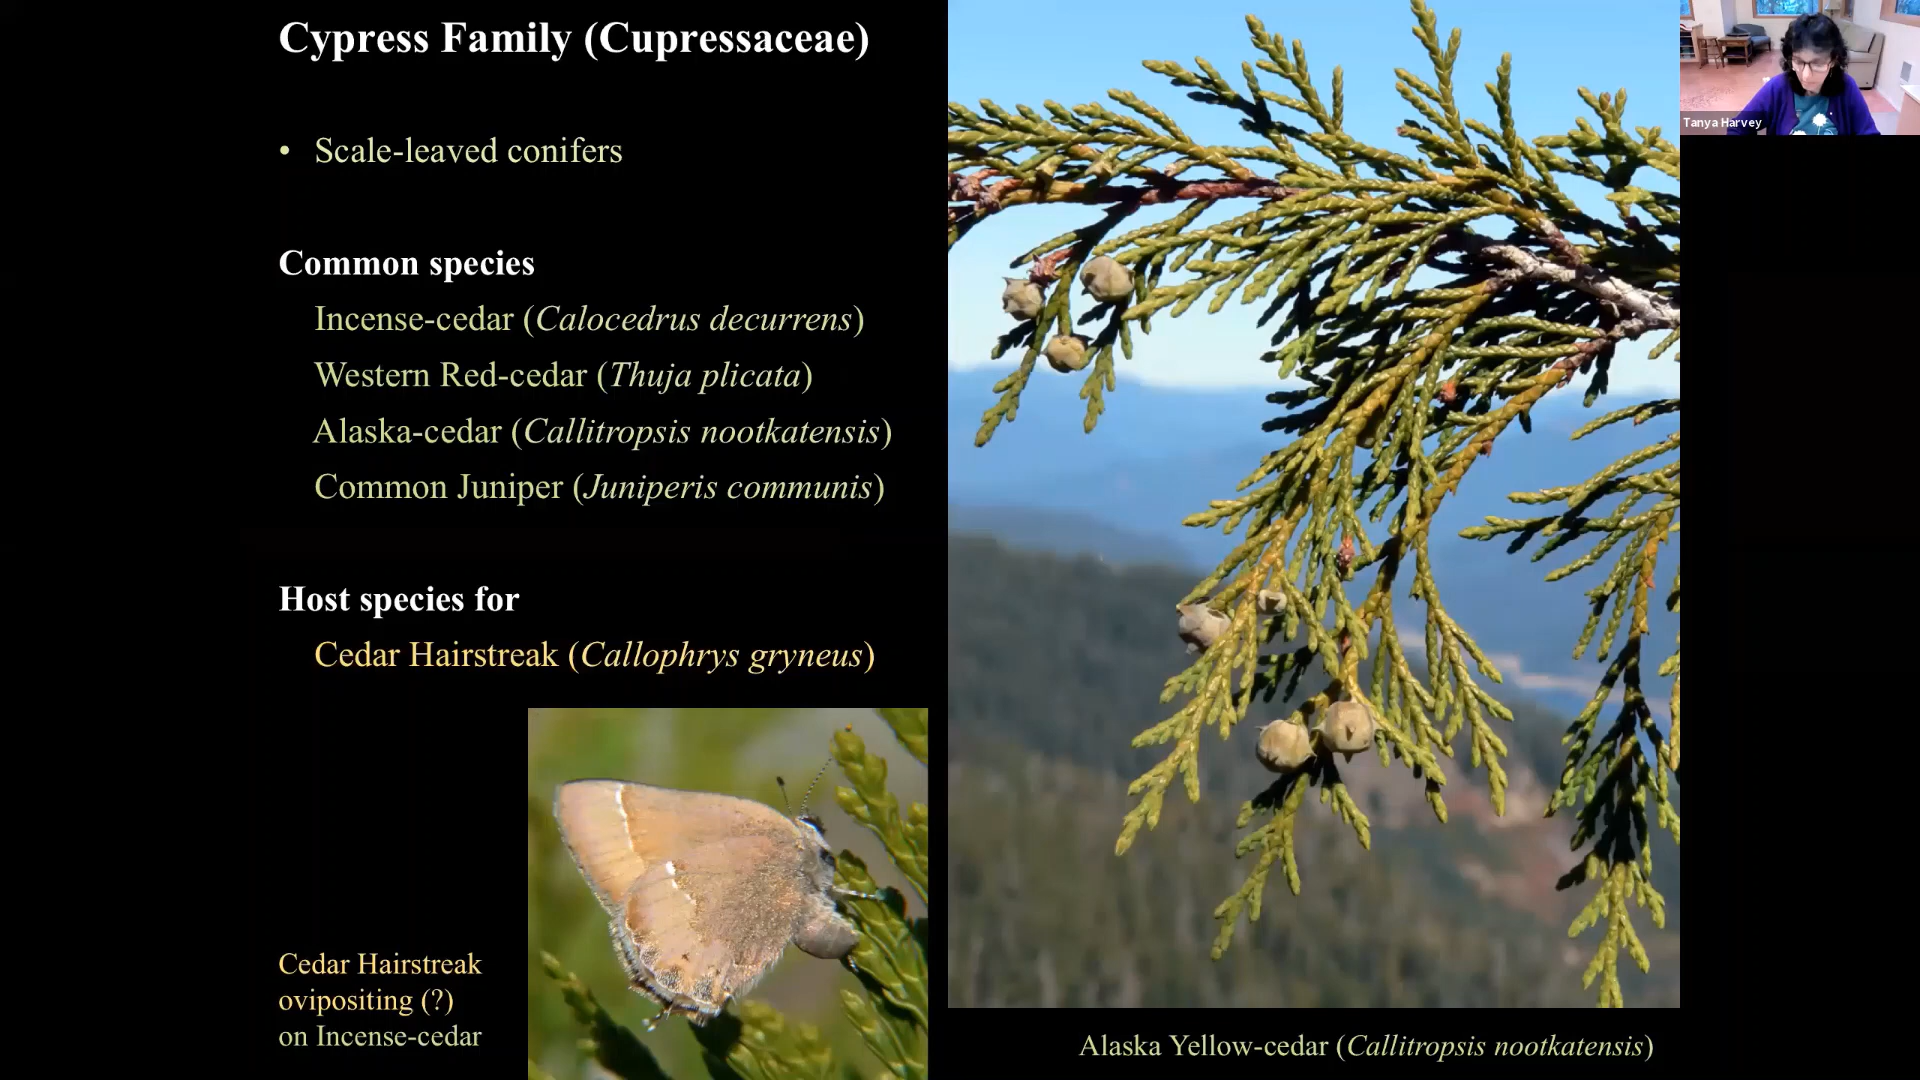 Cypress Family (Cupressaceae)
• Scale-leaved conifers
Common species
Incense-cedar (Calocedrus decurrens)
Western Red-cedar (Thuja plicata)
Alaska-cedar (Callitropsis nootkatensis)
Common Juniper (Juniperis communis)
Host species for
Cedar Hairstreak (Callophrys gryneus)
Cedar Hairstreak
ovipositing (?)
on Incense-cedar
Alaska Yellow-cedar (Callitropsis nootkatensis)
Tanya Harvey